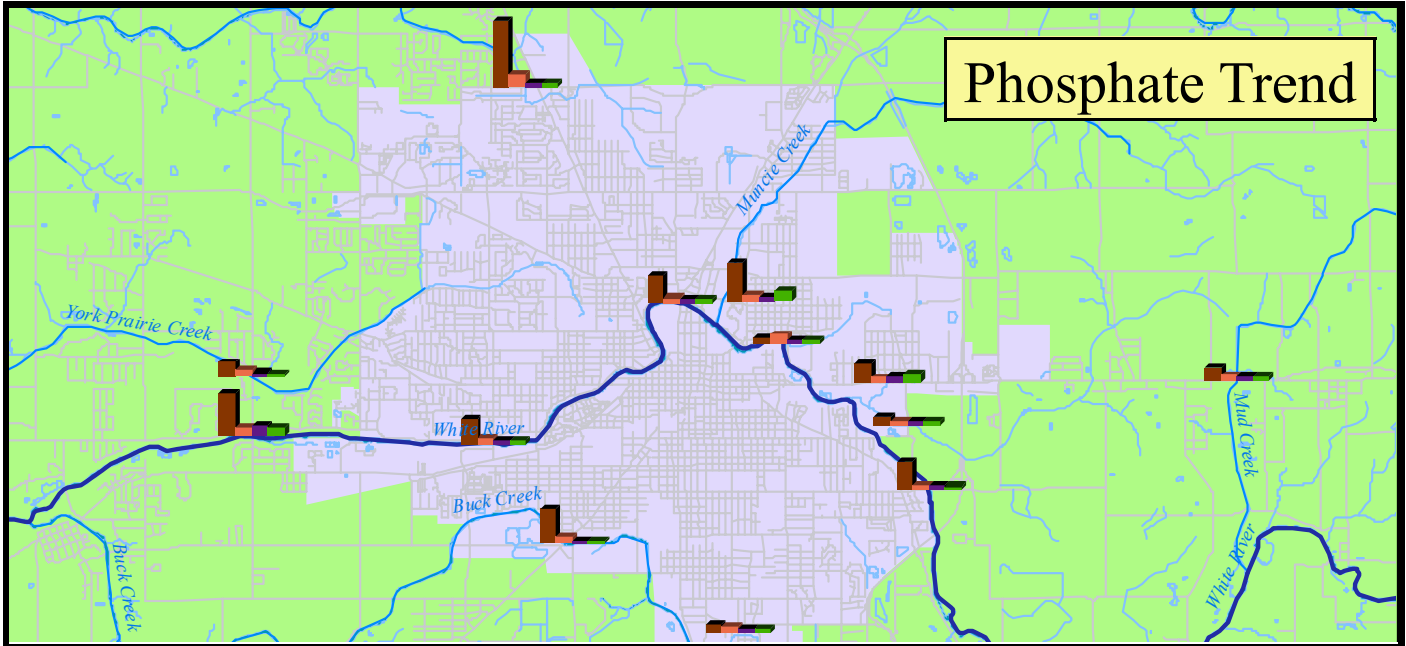 Phosphate Trend
Muncie Creek
York Prairie Creek
White River
Mud Creek
Buck Creek
Buck Creek
White River